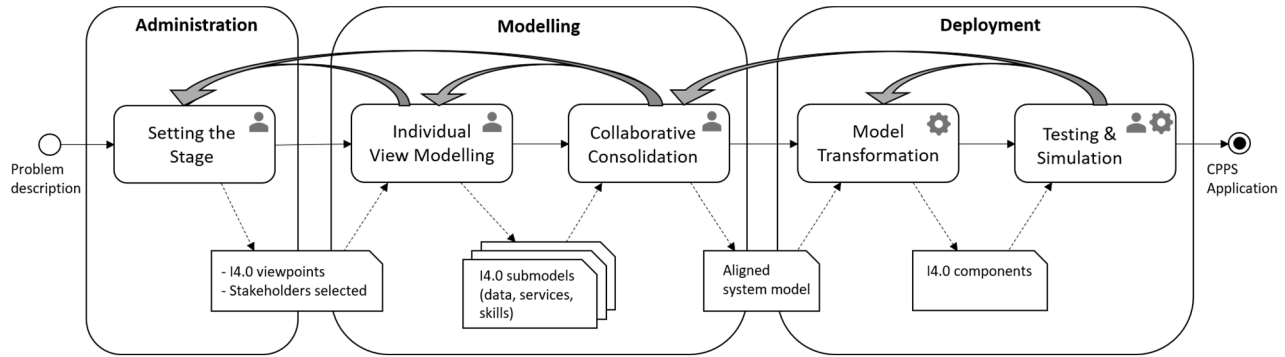 Administration
Modelling
Deployment
Problem
description
Setting the
Stage
Individual
View Modelling
Collaborative
Consolidation
Model
Transformation
Testing &
Simulation
CPPS
Application
- I4.0 viewpoints
- Stakeholders selected
I4.0 submodels
(data, services,
skills)
Aligned
system model
I4.0 components